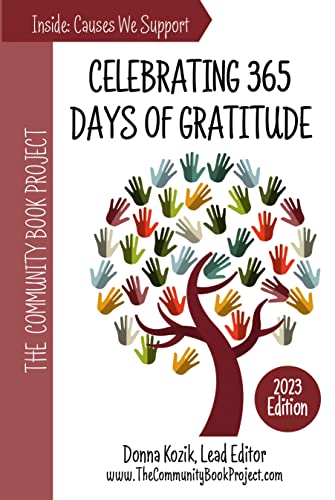 Inside: Causes We Support
THE COMMUNITY BOOK PROJECT
CELEBRATING 365
DAYS OF GRATITUDE
2023
Edition
Donna Kozik, Lead Editor
www.TheCommunityBookProject.com